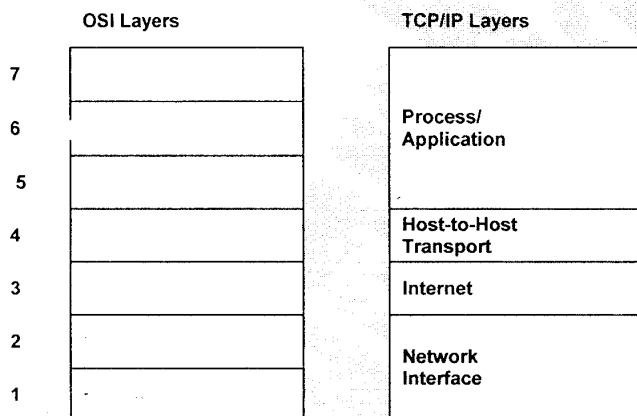 OSI Layers
TCP/IP Layers
7
6
5
4
3
2
1
Process/
Application
Host-to-Host
Transport
Internet
Network
Interface